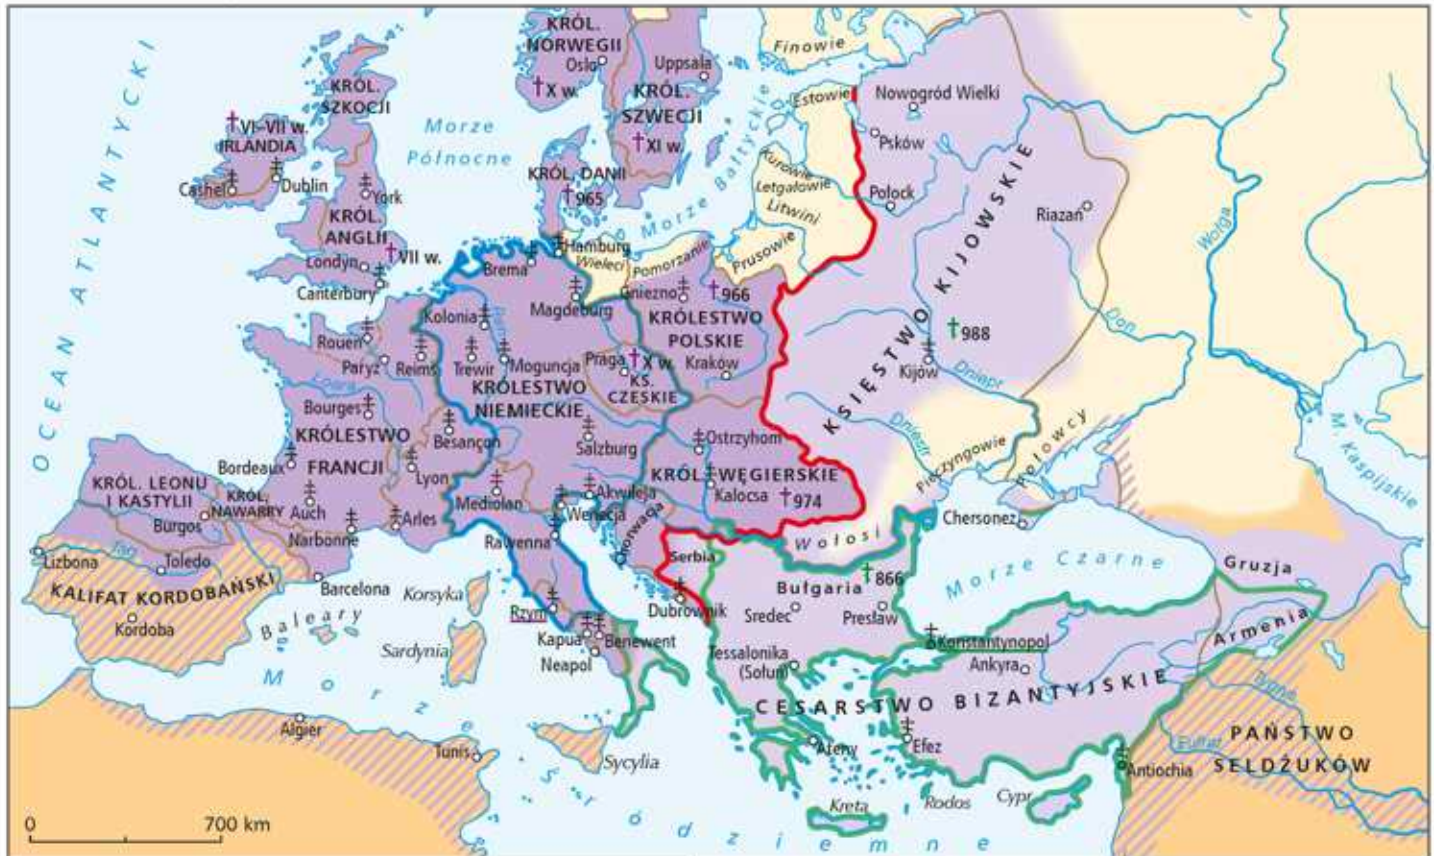 OCEAN ATLANTYCKI
KRÓL.
NORWEGII
Oslo
†X w.
Uppsala
KRÓL.
SZWECJI
†XI w.
Finowie
Estowie
Nowogród Wielki
Psków
KRÓL.
SZKOCJI
†VI–VII w.
IRLANDIA
Cashel
Dublin
Morze
Północne
York
KRÓL.
ANGLII
†VII w.
Londyn
Canterbury
KRÓL. DANII
†965
Morze Bałtyckie
Kurowie
Letgałowie
Litwini
Prusowie
Pomorzanie
Wieleci
Hamburg
Brema
Magdeburg
Gniezno
†966
KRÓLESTWO
POLSKIE
Kraków
Połock
Riazań
KSIĘSTWO KIJOWSKIE
†988
Kijów
Dniepr
Dniestr
Don
Wołga
M. Kaspijskie
Kolonia
Ren
Rouen
Paryż
Reims
Trewir
Moguncja
Praga
†X w.
KS.
CZESKIE
KRÓLESTWO
NIEMIECKIE
Loara
Bourges
KRÓLESTWO
FRANCJI
Besançon
Salzburg
Bordeaux
Lyon
Ostrzyhom
KRÓL. WĘGIERSKIE
Kalocsa
†974
Pieczyngowie
Połowcy
KRÓL. LEONU
I KASTYLII
KRÓL.
NAWARRY
Burgos
Auch
Narbonne
Arles
Mediolan
Akwileja
Wenecja
Chorwacja
Rawenna
Wołosi
Chersonez
Lizbona
Tag
Toledo
KALIFAT KORDOBAŃSKI
Kordoba
Barcelona
Baleary
Korsyka
Sardynia
Rzym
Kapua
Benewent
Neapol
Serbia
Dubrownik
†866
Bułgaria
Sredec
Presław
Morze Czarne
Gruzja
Armenia
Konstantynopol
Ankyra
Tessalonika
(Sołuń)
CESARSTWO BIZANTYJSKIE
Morze Śródziemne
Algier
Tunis
Sycylia
Ateny
Efez
Kreta
Rodos
Cypr
Antiochia
Tygrys
Eufrat
PAŃSTWO
SELDŻUKÓW
0 700 km